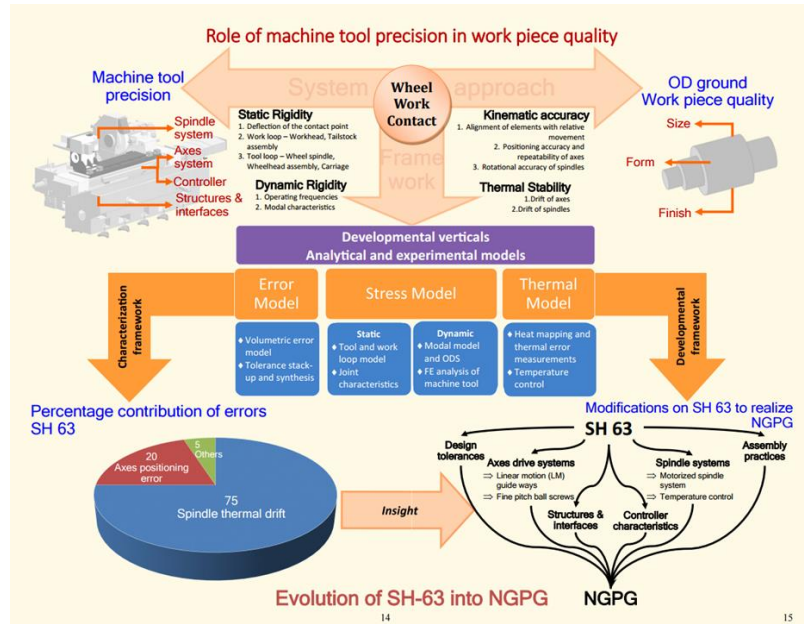 Role of machine tool precision in work piece quality
System approach
Frame
work
Wheel
Work
Contact
Machine tool
precision
Spindle
system
Axes
system
Controller
Structures &
interfaces
Static Rigidity
1. Deflection of the contact point
2. Work loop – Workhead, Tailstock
assembly
3. Tool loop – Wheel spindle,
Wheelhead assembly, Carriage
Dynamic Rigidity
1. Operating frequencies
2. Modal characteristics
Kinematic accuracy
1. Alignment of elements with relative
movement
2. Positioning accuracy and
repeatability of axes
3. Rotational accuracy of spindles
Thermal Stability
1.Drift of axes
2.Drift of spindles
OD ground
Work piece quality
Size
Form
Finish
Developmental verticals
Analytical and experimental models
Characterization
framework
Error
Model
Stress Model
Thermal
Model
Developmental
framework
♦ Volumetric error
model
♦ Tolerance stack-
up and synthesis
Static
♦ Tool and work
loop model
♦ Joint
characteristics
Dynamic
♦ Modal model
and ODS
♦ FE analysis of
machine tool
♦ Heat mapping and
thermal error
measurements
♦ Temperature
control
Percentage contribution of errors
SH 63
5
Others
20
Axes positioning
error
75
Spindle thermal drift
Insight
Modifications on SH 63 to realize
NGPG
SH 63
Design
tolerances
Axes drive systems
⇒ Linear motion (LM)
guide ways
⇒ Fine pitch ball screws
Spindle systems
⇒ Motorized spindle
system
⇒ Temperature control
Assembly
practices
Structures &
interfaces
Controller
characteristics
NGPG
Evolution of SH-63 into NGPG
14
15